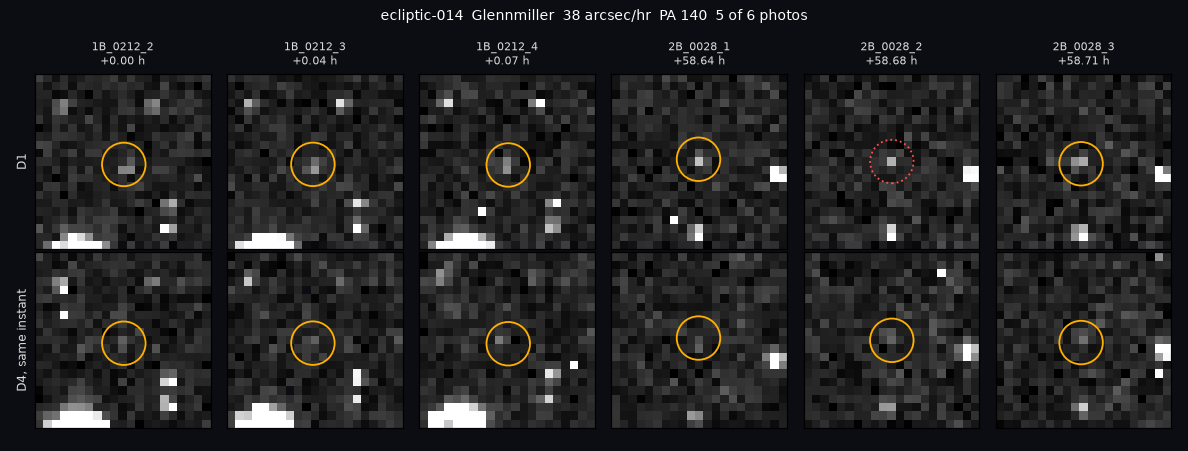 ecliptic-014 Glennmiller 38 arcsec/hr PA 140 5 of 6 photos
1B_0212_2 1B_0212_3 1B_0212_4 2B_0028_1 2B_0028_2 2B_0028_3
+0.00 h +0.04 h +0.07 h +58.64 h +58.68 h +58.71 h
D1
D4, same instant